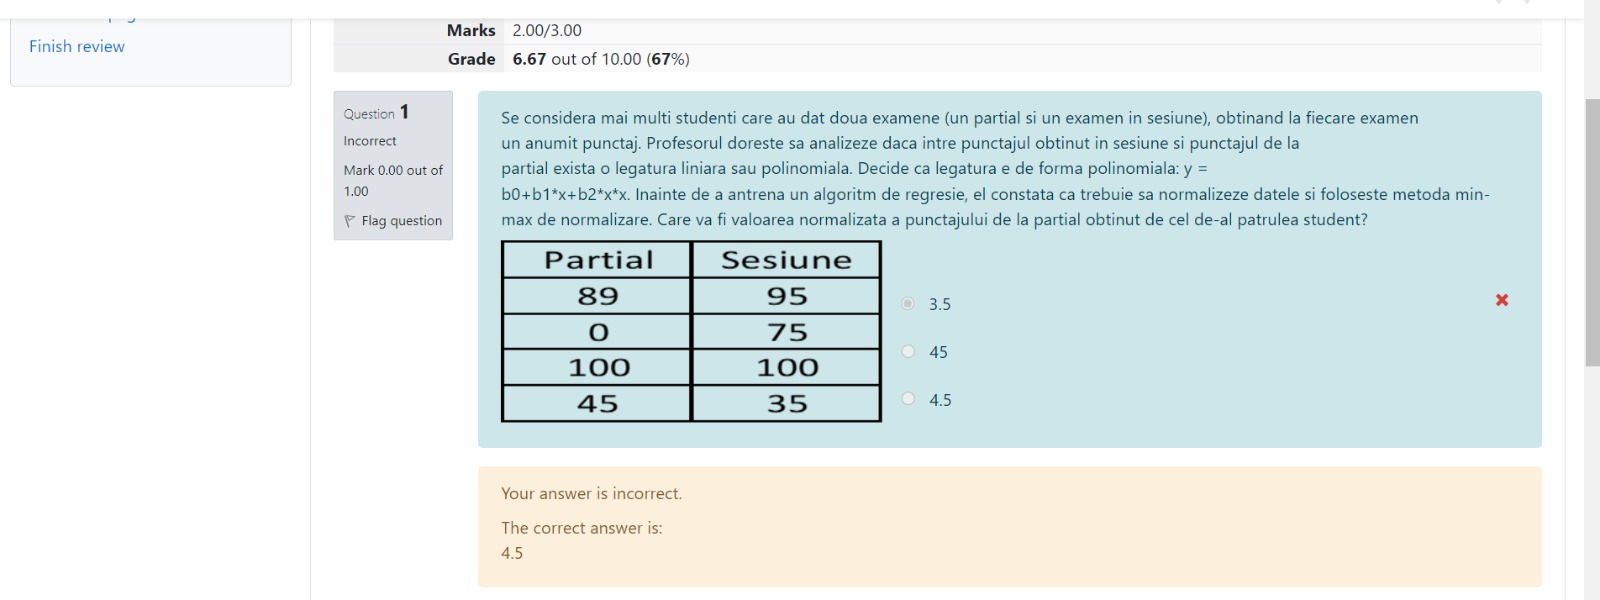 Finish review
Marks 2.00/3.00
Grade 6.67 out of 10.00 (67%)
Question 1
Incorrect
Mark 0.00 out of
1.00
Flag question
Se considera mai multi studenti care au dat doua examene (un partial si un examen in sesiune), obtinand la fiecare examen
un anumit punctaj. Profesorul doreste sa analizeze daca intre punctajul obtinut in sesiune si punctajul de la
partial exista o legatura liniara sau polinomiala. Decide ca legatura e de forma polinomiala: y =
b0+b1*x+b2*x*x. Inainte de a antrena un algoritm de regresie, el constata ca trebuie sa normalizeze datele si foloseste metoda min-
max de normalizare. Care va fi valoarea normalizata a punctajului de la partial obtinut de cel de-al patrulea student?
Partial Sesiune
89 95
0 75
100 100
45 35
3.5
45
4.5
Your answer is incorrect.
The correct answer is:
4.5